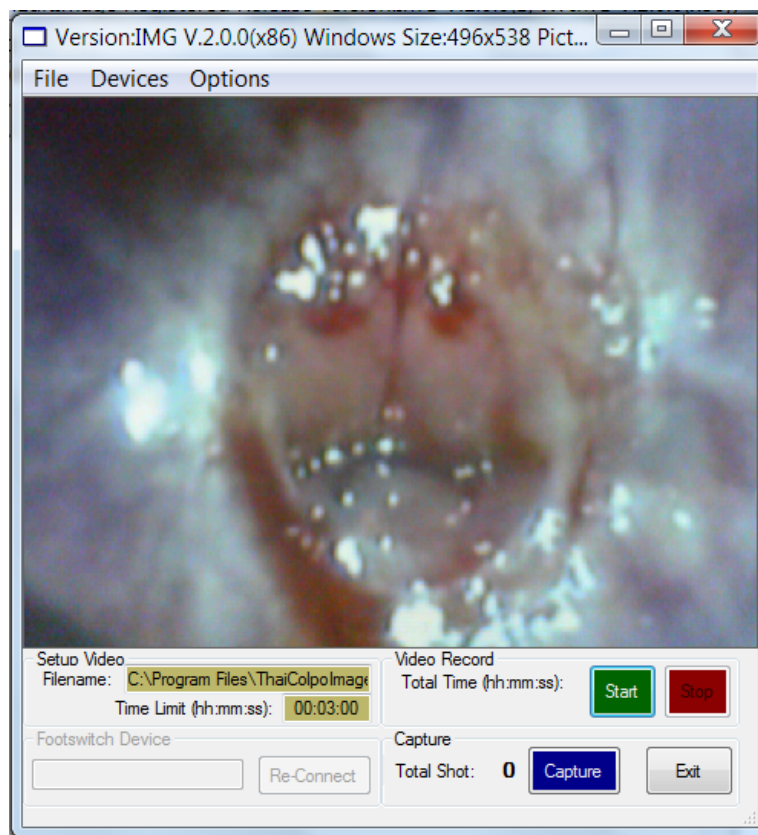 Version:IMG V.2.0.0(x86) Windows Size:496x538 Pict...
File Devices Options
Setup Video
Filename: C:\Program Files\ThaiColpoImage
Time Limit (hh:mm:ss): 00:03:00
Video Record
Total Time (hh:mm:ss):
Start Stop
Footswitch Device
Re-Connect
Capture
Total Shot: 0 Capture Exit